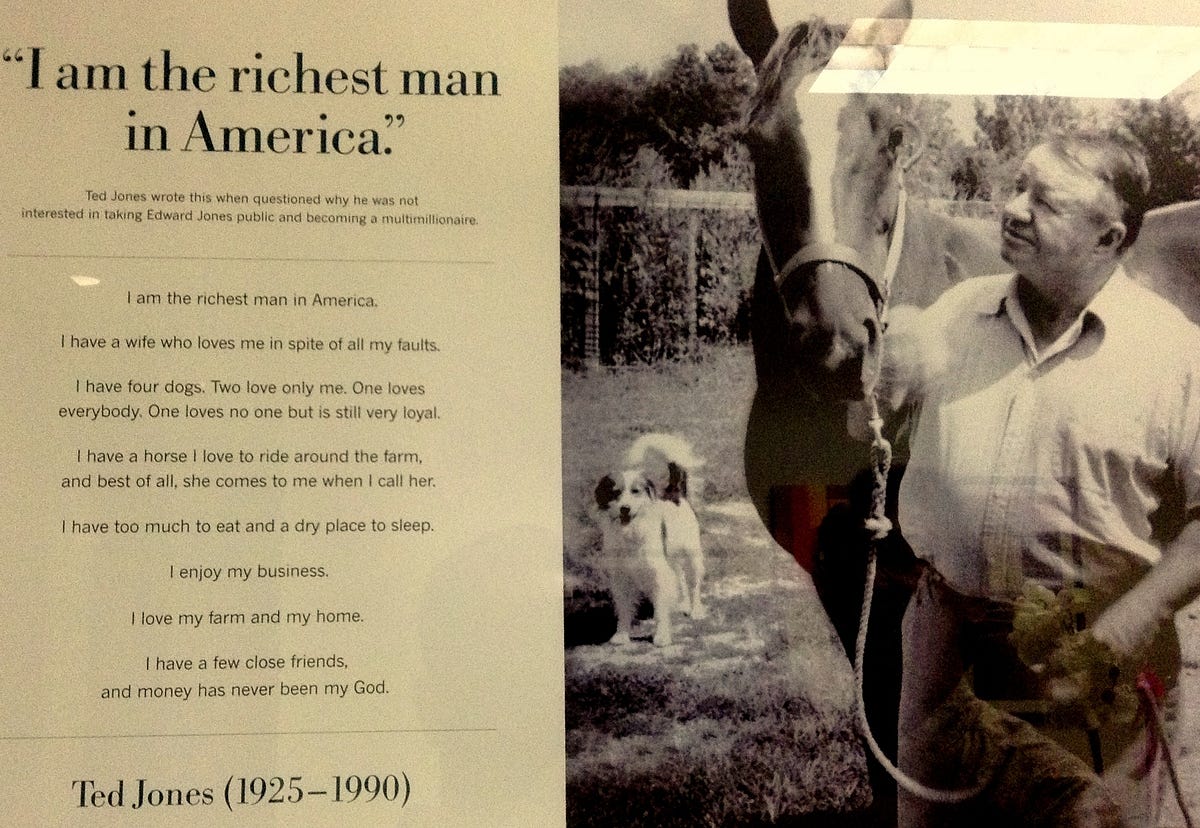 “I am the richest man
in America.”
Ted Jones wrote this when questioned why he was not
interested in taking Edward Jones public and becoming a multimillionaire.
I am the richest man in America.
I have a wife who loves me in spite of all my faults.
I have four dogs. Two love only me. One loves
everybody. One loves no one but is still very loyal.
I have a horse I love to ride around the farm,
and best of all, she comes to me when I call her.
I have too much to eat and a dry place to sleep.
I enjoy my business.
I love my farm and my home.
I have a few close friends,
and money has never been my God.
Ted Jones (1925–1990)